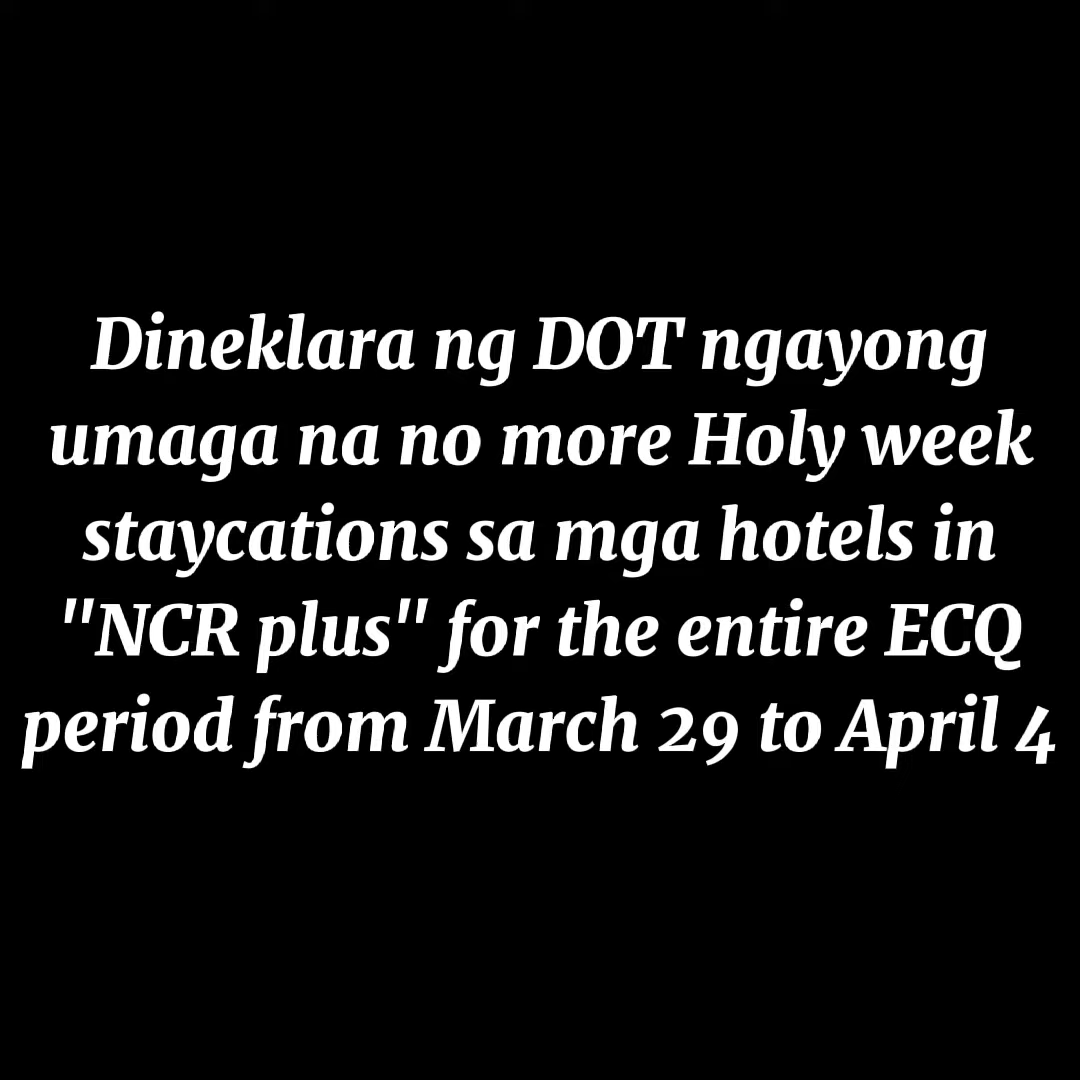 Dineklara ng DOT ngayong
umaga na no more Holy week
staycations sa mga hotels in
"NCR plus" for the entire ECQ
period from March 29 to April 4